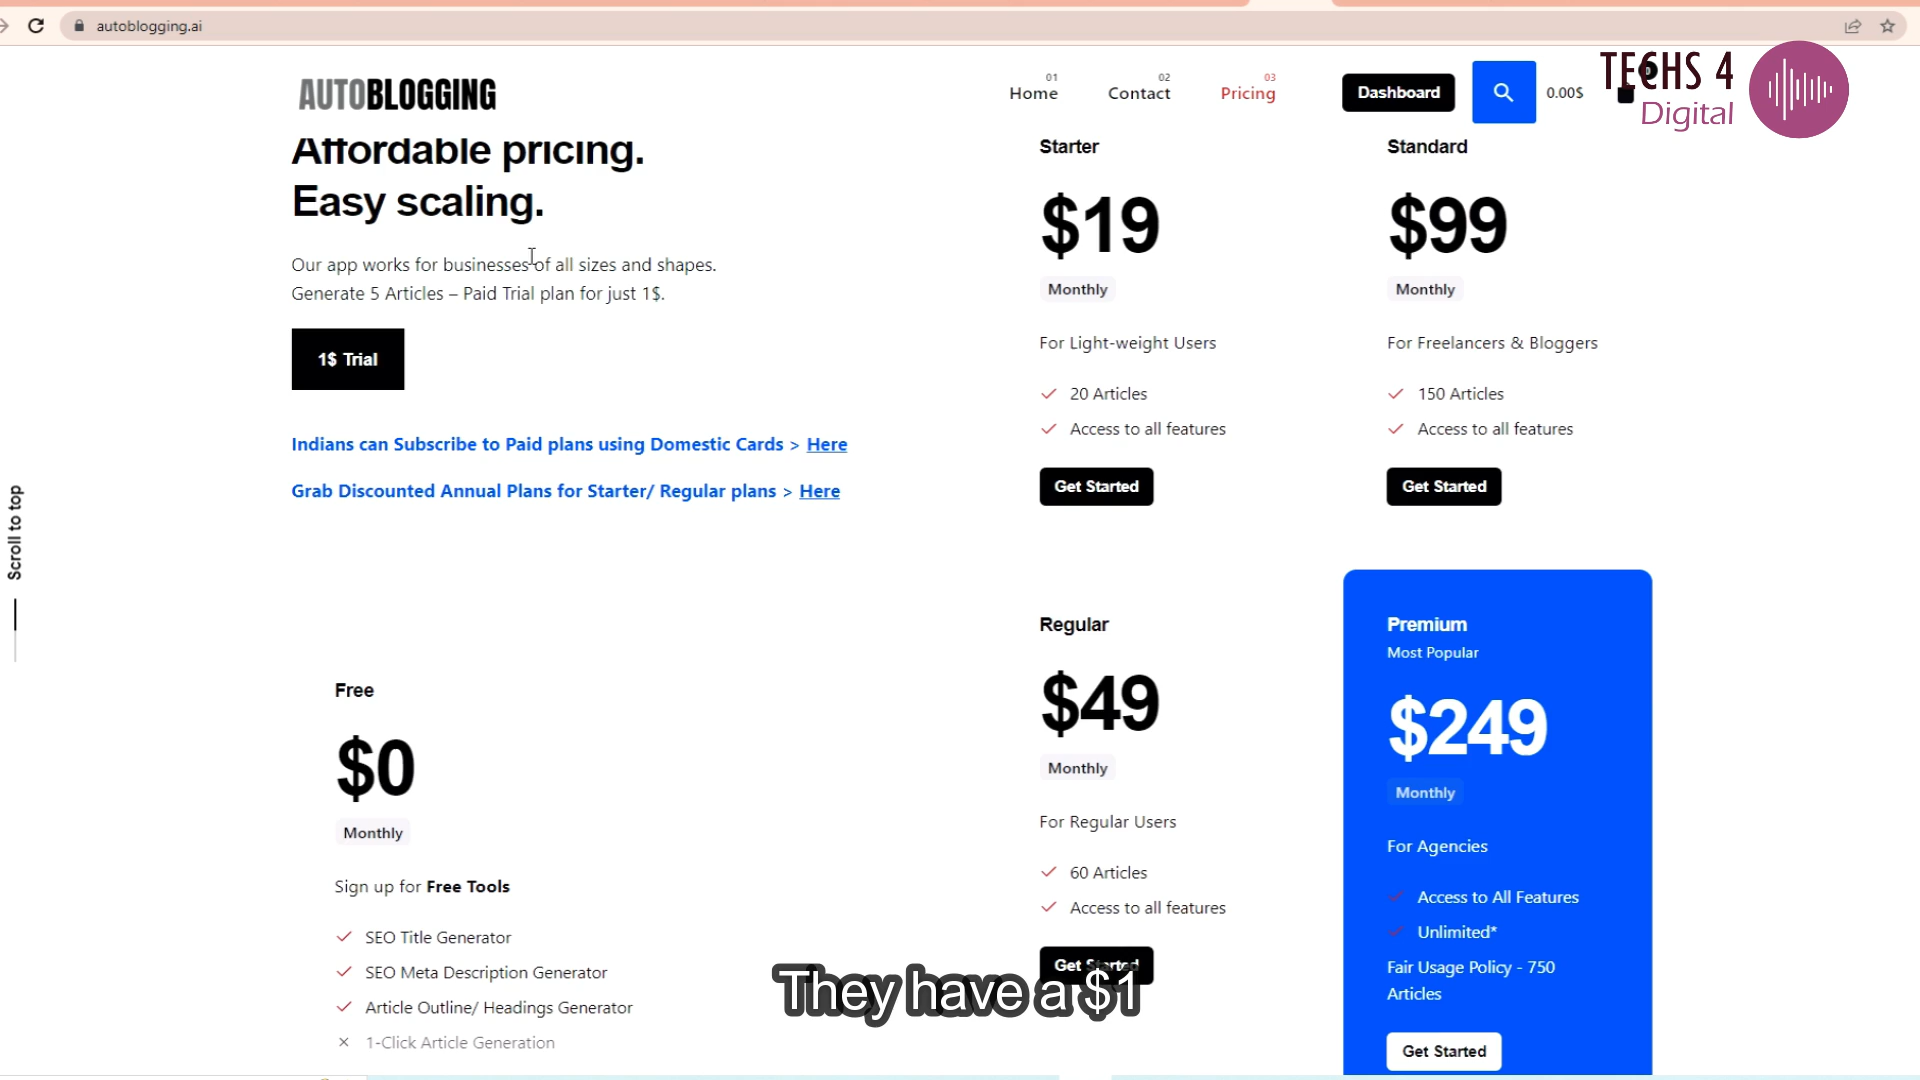 autoblogging.ai
TECHS 4
Digital
AUTOBLOGGING
01
Home
02
Contact
03
Pricing
Dashboard
0.00$
Affordable pricing.
Easy scaling.
Our app works for businesses of all sizes and shapes.
Generate 5 Articles – Paid Trial plan for just 1$.
1$ Trial
Indians can Subscribe to Paid plans using Domestic Cards > Here
Grab Discounted Annual Plans for Starter/ Regular plans > Here
Scroll to top
Starter
$19
Monthly
For Light-weight Users
20 Articles
Access to all features
Get Started
Standard
$99
Monthly
For Freelancers & Bloggers
150 Articles
Access to all features
Get Started
Free
$0
Monthly
Sign up for Free Tools
SEO Title Generator
SEO Meta Description Generator
Article Outline/ Headings Generator
1-Click Article Generation
Regular
$49
Monthly
For Regular Users
60 Articles
Access to all features
Get Started
Premium
Most Popular
$249
Monthly
For Agencies
Access to All Features
Unlimited*
Fair Usage Policy - 750
Articles
Get Started
They have a $1